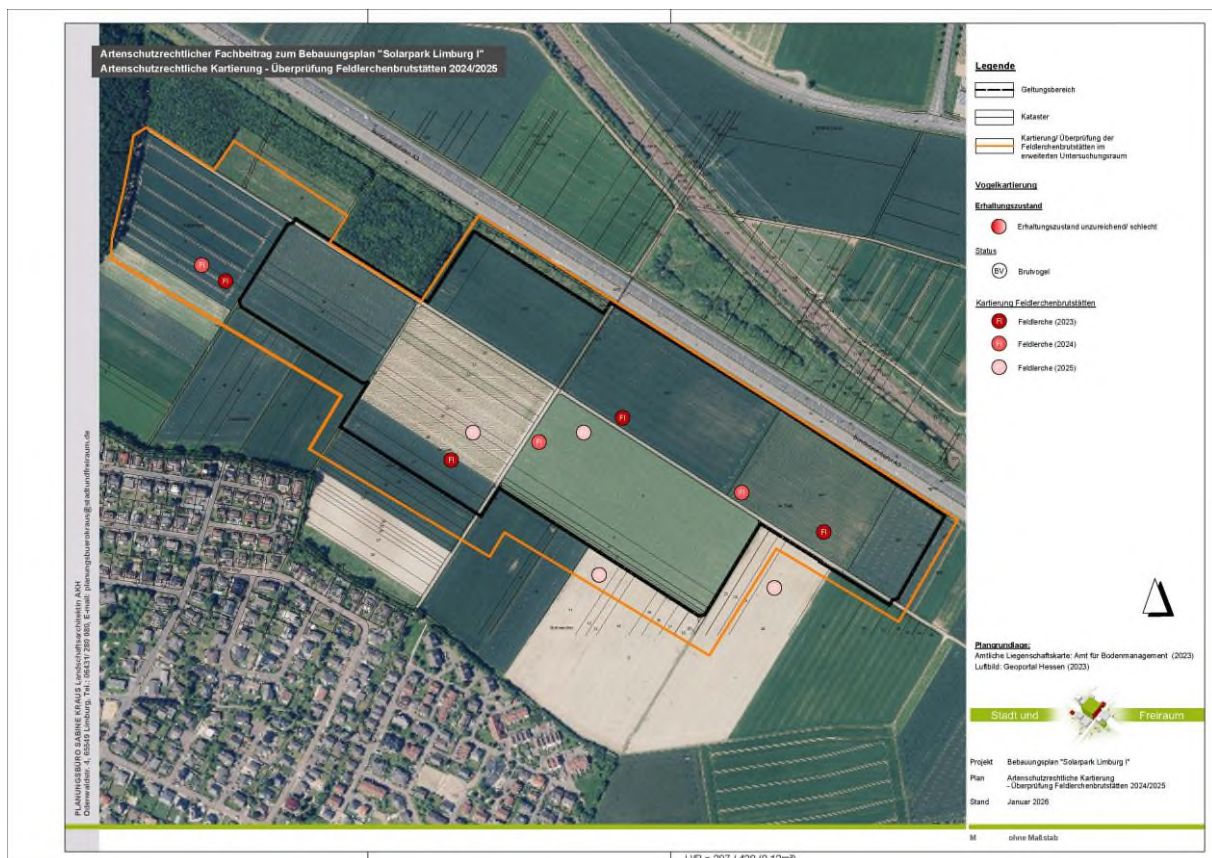 Artenschutzrechtlicher Fachbeitrag zum Bebauungsplan "Solarpark Limburg I"
Artenschutzrechtliche Kartierung - Überprüfung Feldlerchenbrutstätten 2024/2025
PLANUNGSBÜRO SABINE KRAUS Landschaftsarchitektin AKH
Odenwaldstr. 4, 65549 Limburg, Tel.: 06431/ 289 080, E-mail: planungsbuerokraus@stadtundfreiraum.de
Fl
Fl
Fl
Fl
Fl
Fl
Fl
Legende
Geltungsbereich
Kataster
Kartierung/ Überprüfung der
Feldlerchenbrutstätten im
erweiterten Untersuchungsraum
Vogelkartierung
Erhaltungszustand
Erhaltungszustand unzureichend/ schlecht
Status
BV Brutvogel
Kartierung Feldlerchenbrutstätten
Fl Feldlerche (2023)
Fl Feldlerche (2024)
Feldlerche (2025)
Plangrundlage:
Amtliche Liegenschaftskarte: Amt für Bodenmanagement (2023)
Luftbild: Geoportal Hessen (2023)
Stadt und Freiraum
Projekt Bebauungsplan "Solarpark Limburg I"
Plan Artenschutzrechtliche Kartierung
- Überprüfung Feldlerchenbrutstätten 2024/2025
Stand Januar 2026
M ohne Maßstab